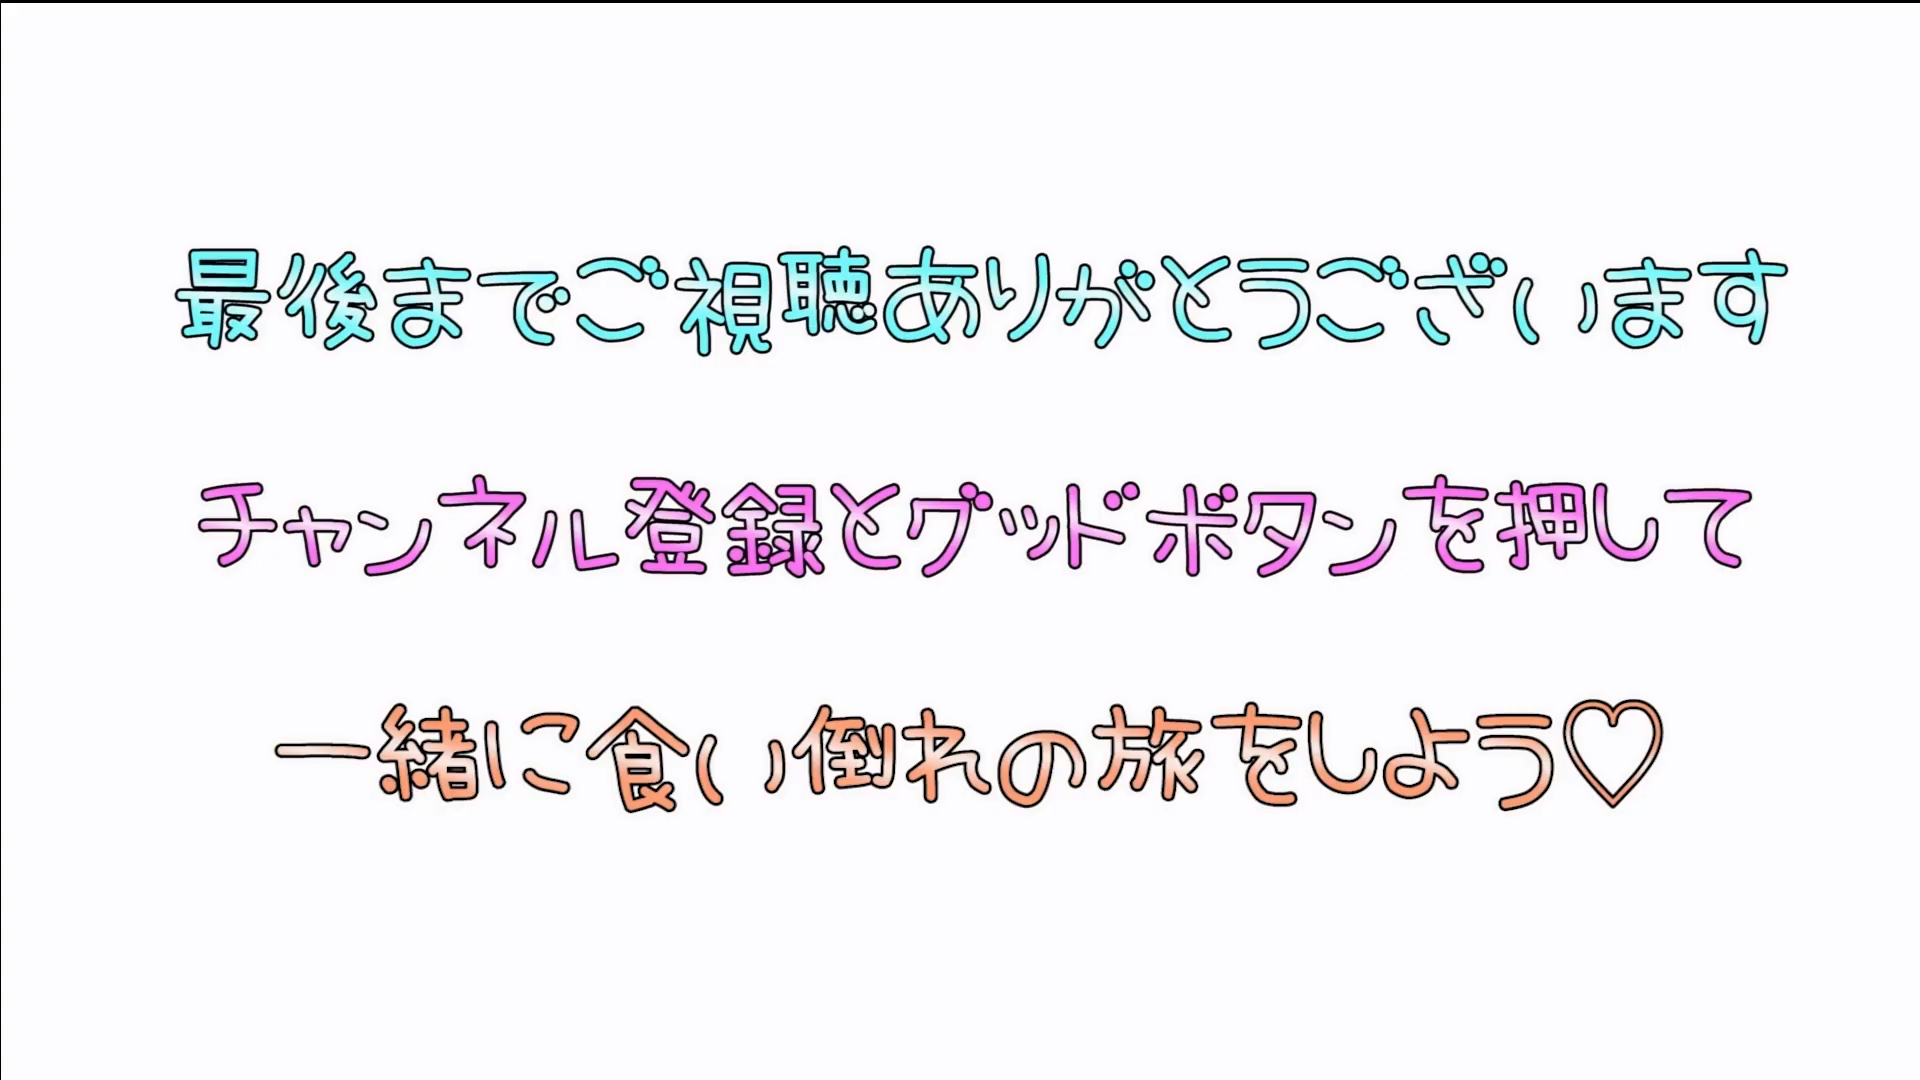 最後までご視聴ありがとうございます
チャンネル登録とグッドボタンを押して
一緒に食い倒れの旅をしよう♡